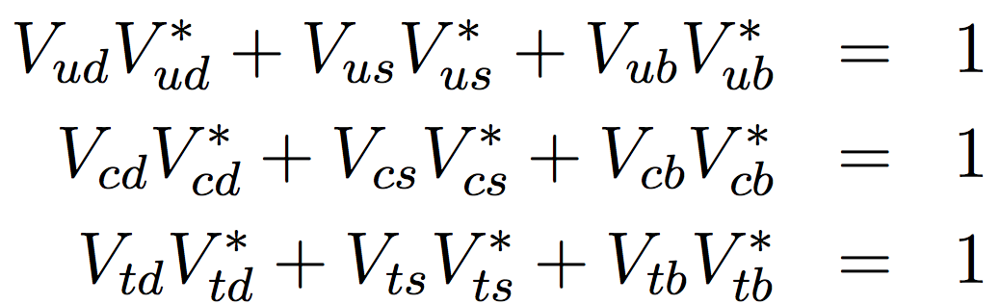 $V_{ud}V_{ud}^{*} + V_{us}V_{us}^{*} + V_{ub}V_{ub}^{*} = 1$
$V_{cd}V_{cd}^{*} + V_{cs}V_{cs}^{*} + V_{cb}V_{cb}^{*} = 1$
$V_{td}V_{td}^{*} + V_{ts}V_{ts}^{*} + V_{tb}V_{tb}^{*} = 1$